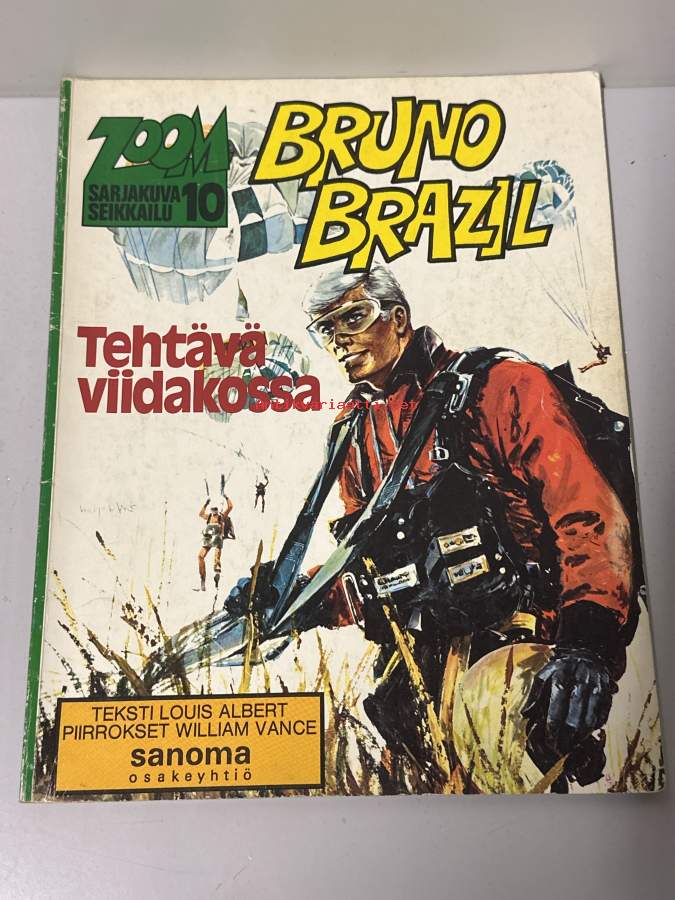 ZOOM
SARJAKUVA
SEIKKAILU 10
BRUNO
BRAZIL
Tehtävä
viidakossa
TEKSTI LOUIS ALBERT
PIIRROKSET WILLIAM VANCE
sanoma
osakeyhtiö